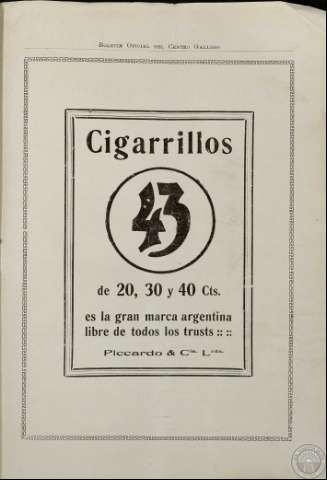 Boletín Oficial del Centro Gallego
Cigarrillos
43
de 20, 30 y 40 Cts.
es la gran marca argentina
libre de todos los trusts :: ::
Piccardo & Cía. Ltda.